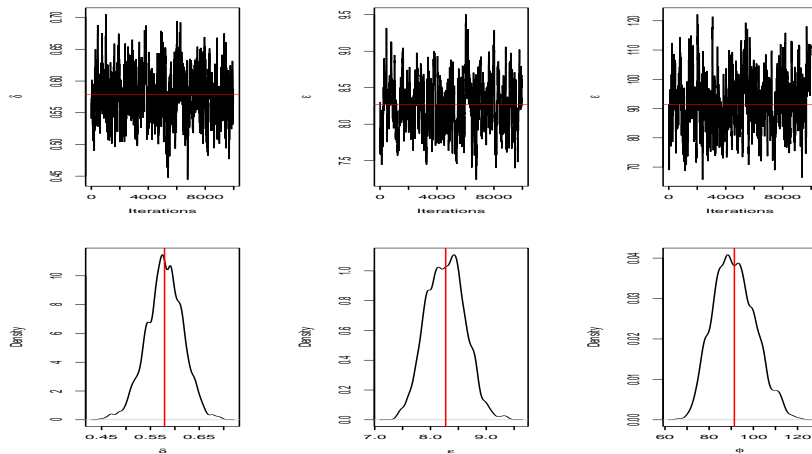 δ
0.45 0.50 0.55 0.60 0.65 0.70
0 4000 8000
Iterations
ε
7.5 8.0 8.5 9.0 9.5
0 4000 8000
Iterations
ε
70 80 90 100 110 120
0 4000 8000
Iterations
Density
0 2 4 6 8 10
0.45 0.55 0.65
δ
Density
0.0 0.2 0.4 0.6 0.8 1.0
7.0 8.0 9.0
ε
Density
0.00 0.01 0.02 0.03 0.04
60 80 100 120
Φ